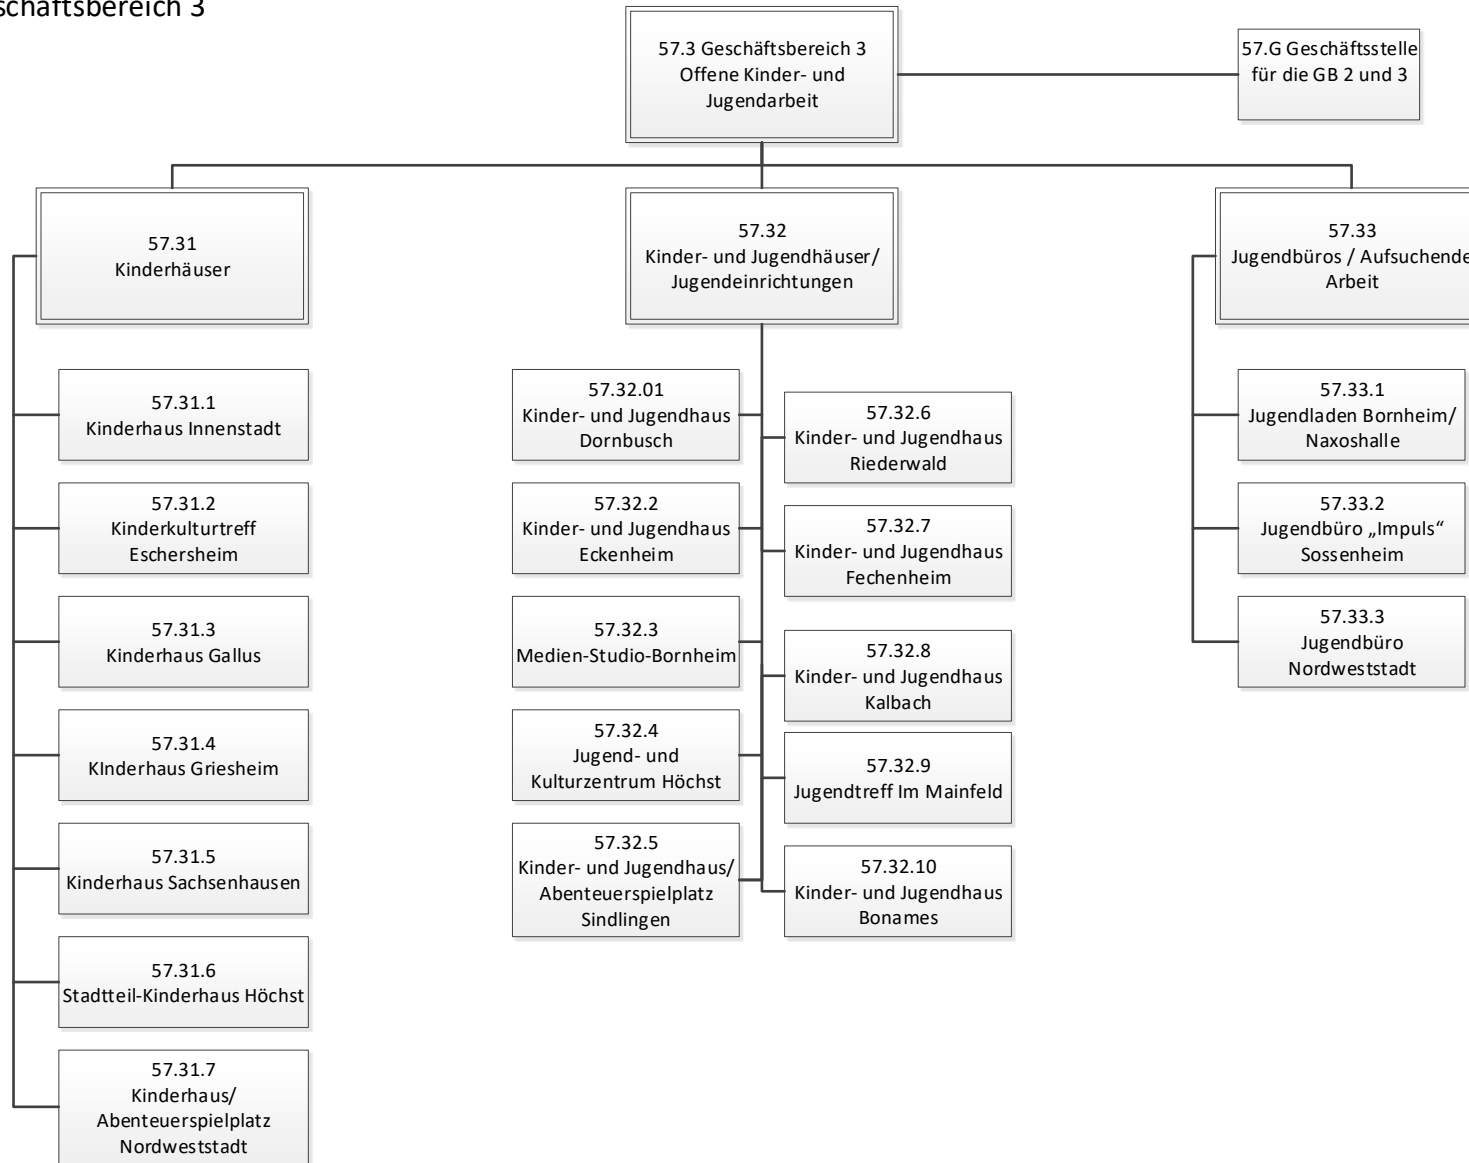 schäftsbereich 3
57.3 Geschäftsbereich 3
Offene Kinder- und
Jugendarbeit
57.G Geschäftsstelle
für die GB 2 und 3
57.31
Kinderhäuser
57.32
Kinder- und Jugendhäuser/
Jugendeinrichtungen
57.33
Jugendbüros / Aufsuchende
Arbeit
57.31.1
Kinderhaus Innenstadt
57.31.2
Kinderkulturtreff
Eschersheim
57.31.3
Kinderhaus Gallus
57.31.4
KInderhaus Griesheim
57.31.5
Kinderhaus Sachsenhausen
57.31.6
Stadtteil-Kinderhaus Höchst
57.31.7
Kinderhaus/
Abenteuerspielplatz
Nordweststadt
57.32.01
Kinder- und Jugendhaus
Dornbusch
57.32.2
Kinder- und Jugendhaus
Eckenheim
57.32.3
Medien-Studio-Bornheim
57.32.4
Jugend- und
Kulturzentrum Höchst
57.32.5
Kinder- und Jugendhaus/
Abenteuerspielplatz
Sindlingen
57.32.6
Kinder- und Jugendhaus
Riederwald
57.32.7
Kinder- und Jugendhaus
Fechenheim
57.32.8
Kinder- und Jugendhaus
Kalbach
57.32.9
Jugendtreff Im Mainfeld
57.32.10
Kinder- und Jugendhaus
Bonames
57.33.1
Jugendladen Bornheim/
Naxoshalle
57.33.2
Jugendbüro „Impuls“
Sossenheim
57.33.3
Jugendbüro
Nordweststadt